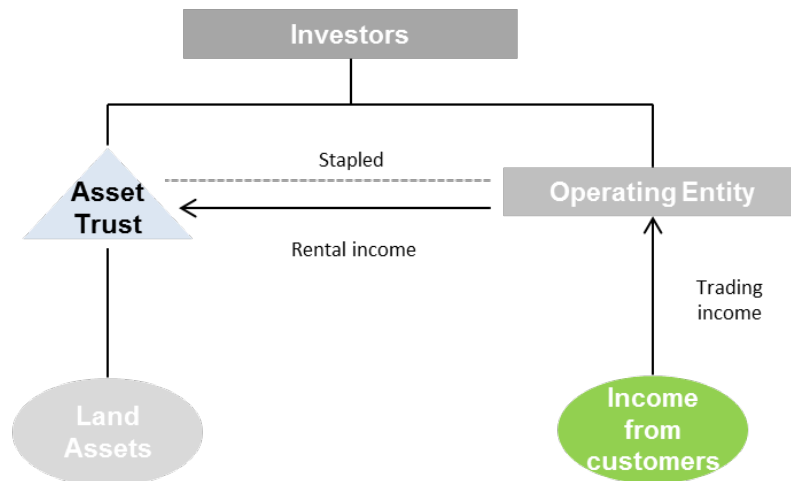 Investors
Stapled
Asset
Trust
Operating Entity
Rental income
Trading
income
Land
Assets
Income
from
customers